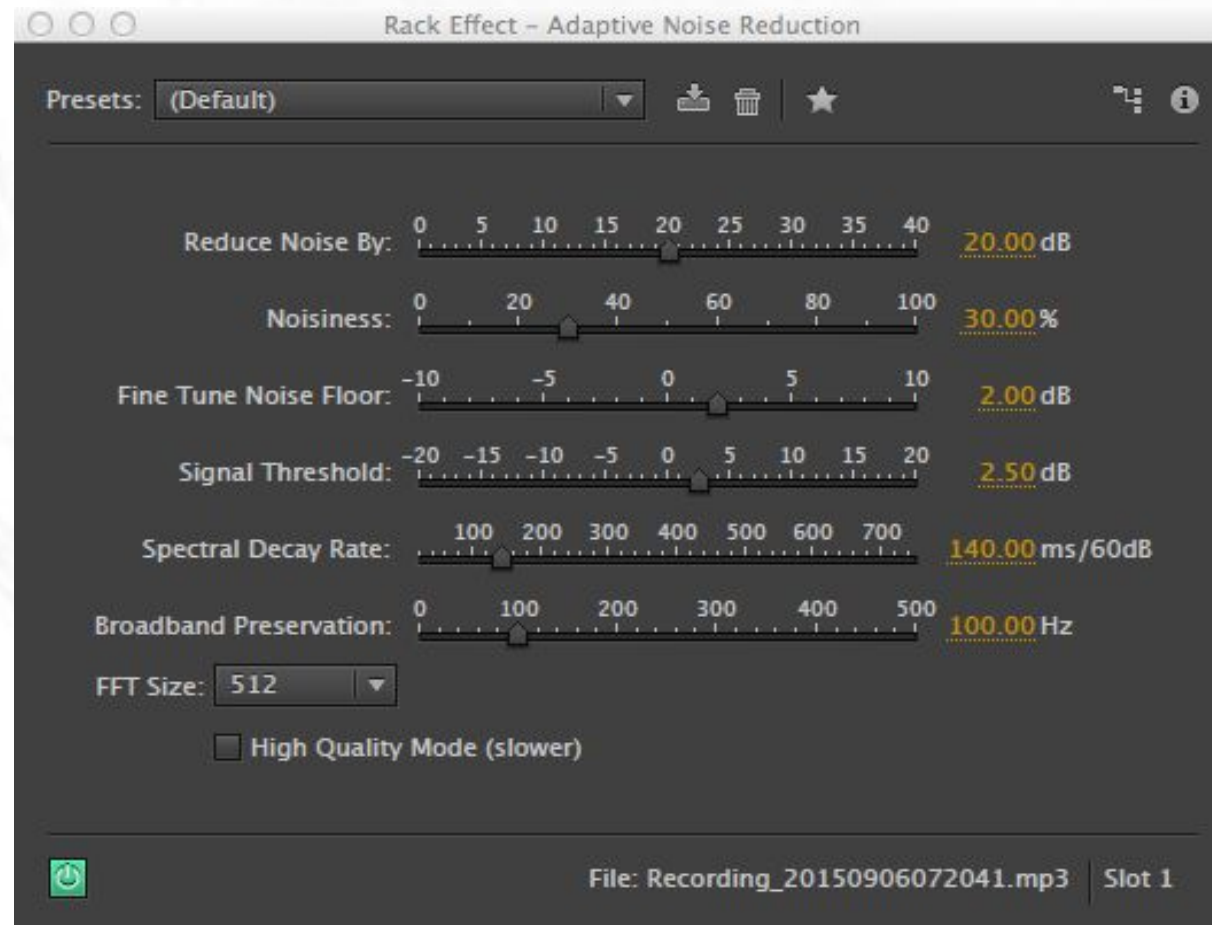 Rack Effect – Adaptive Noise Reduction
Presets: (Default)
0 5 10 15 20 25 30 35 40
Reduce Noise By: 20.00 dB
0 20 40 60 80 100
Noisiness: 30.00 %
-10 -5 0 5 10
Fine Tune Noise Floor: 2.00 dB
-20 -15 -10 -5 0 5 10 15 20
Signal Threshold: 2.50 dB
100 200 300 400 500 600 700
Spectral Decay Rate: 140.00 ms/60dB
0 100 200 300 400 500
Broadband Preservation: 100.00 Hz
FFT Size: 512
High Quality Mode (slower)
File: Recording_20150906072041.mp3 Slot 1